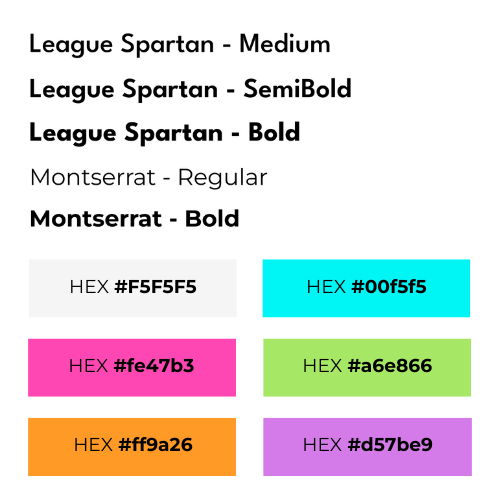 League Spartan - Medium
League Spartan - SemiBold
League Spartan - Bold
Montserrat - Regular
Montserrat - Bold
HEX #F5F5F5
HEX #00f5f5
HEX #fe47b3
HEX #a6e866
HEX #ff9a26
HEX #d57be9